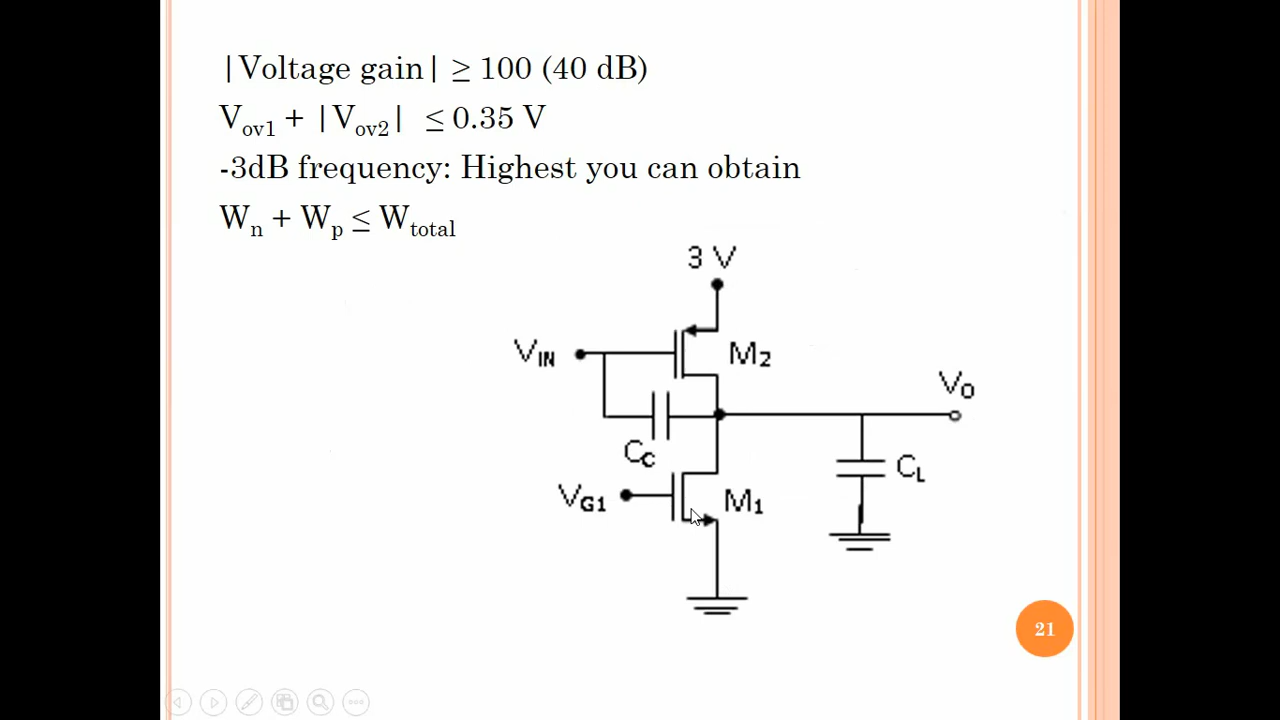 |Voltage gain| ≥ 100 (40 dB)
Vov1 + |Vov2| ≤ 0.35 V
-3dB frequency: Highest you can obtain
Wn + Wp ≤ Wtotal
3 V
VIN
M2
VO
CC
CL
VG1
M1
21